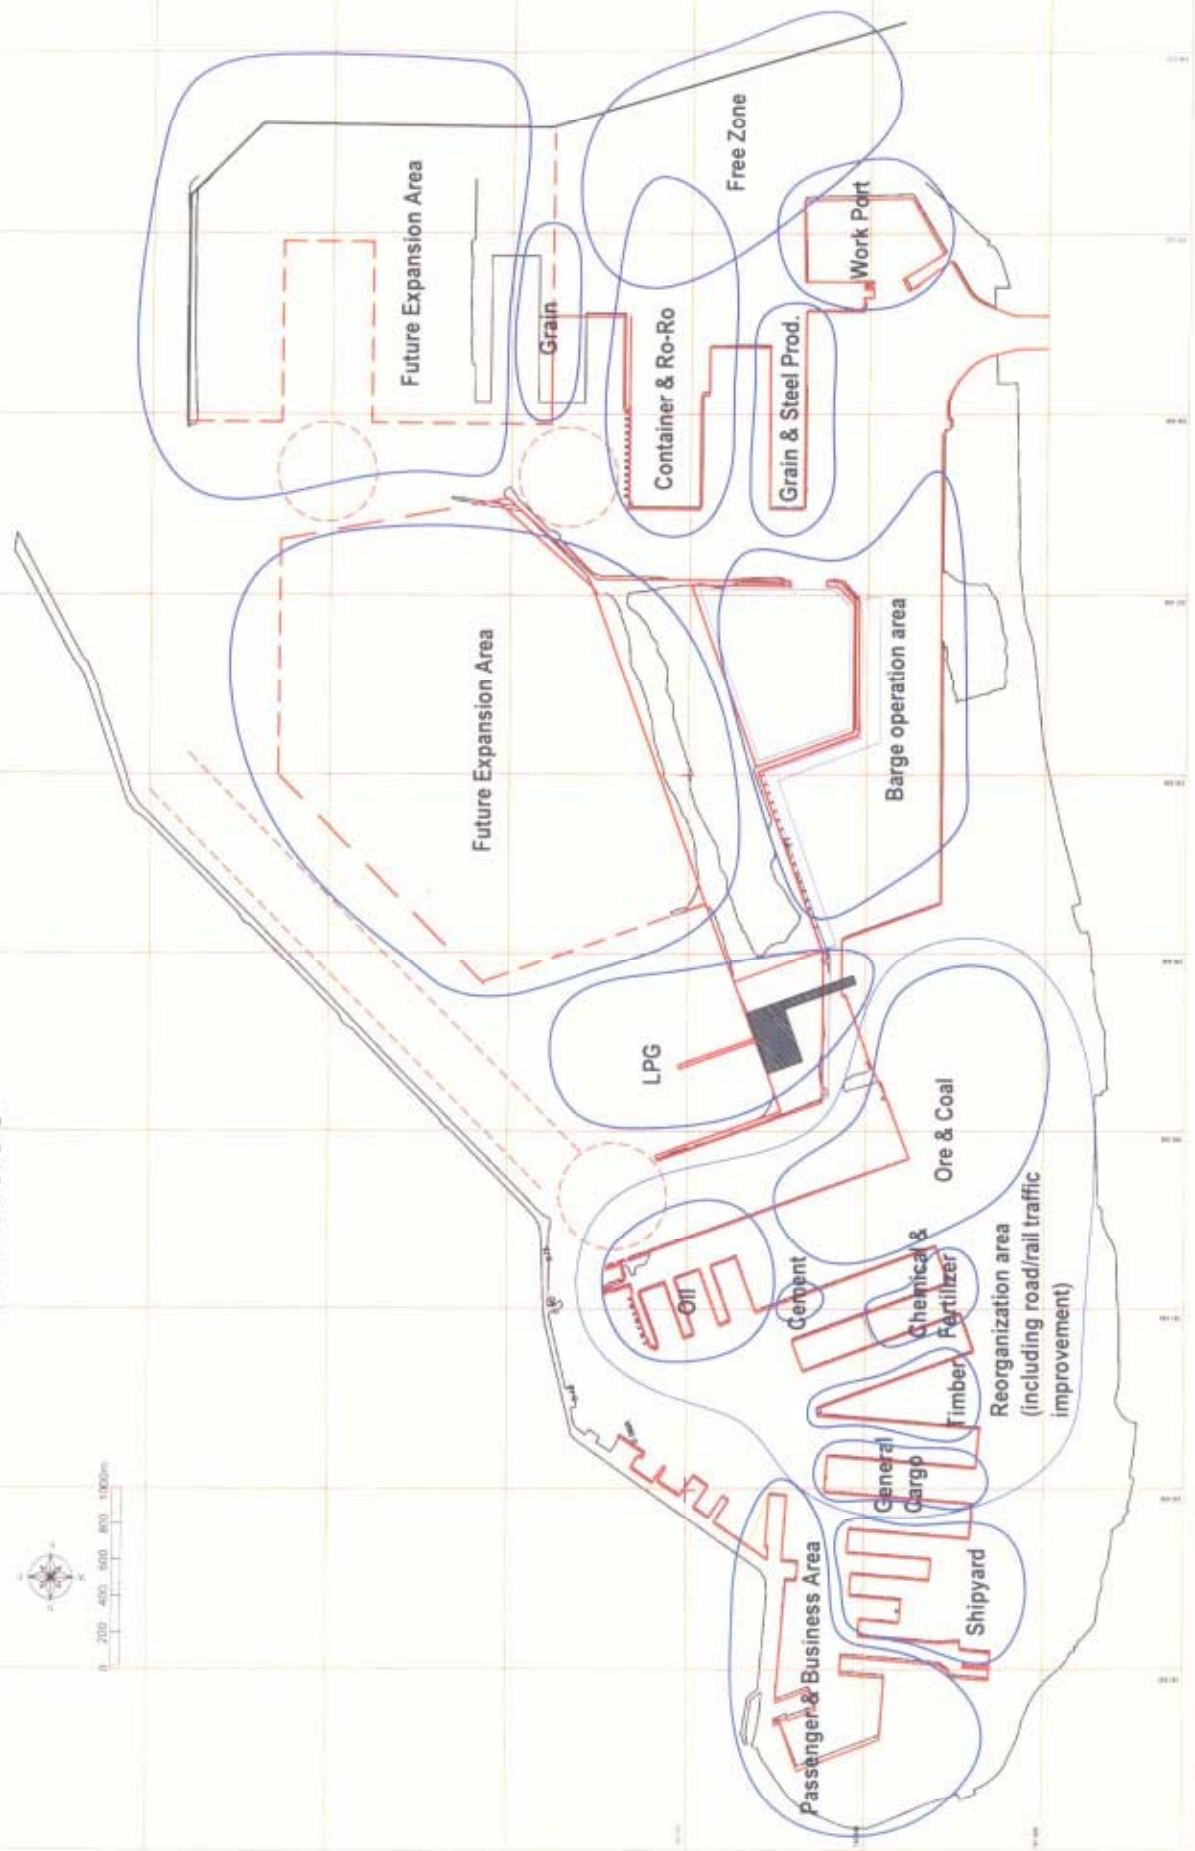 0 200 400 600 800 1000m
Passenger & Business Area
Shipyard
General
Cargo
Timber
Chemical &
Fertilizer
Cement
Oil
Reorganization area
(including road/rail traffic
improvement)
Ore & Coal
LPG
Future Expansion Area
Barge operation area
Future Expansion Area
Grain
Container & Ro-Ro
Grain & Steel Prod.
Free Zone
Work Port